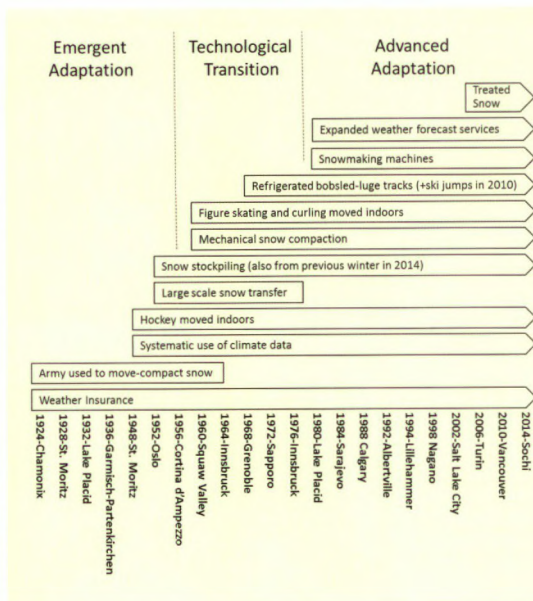 Emergent
Adaptation
Technological
Transition
Advanced
Adaptation
Treated
Snow
Expanded weather forecast services
Snowmaking machines
Refrigerated bobsled-luge tracks (+ski jumps in 2010)
Figure skating and curling moved indoors
Mechanical snow compaction
Snow stockpiling (also from previous winter in 2014)
Large scale snow transfer
Hockey moved indoors
Systematic use of climate data
Army used to move-compact snow
Weather Insurance
1924-Chamonix
1928-St. Moritz
1932-Lake Placid
1936-Garmisch-Partenkirchen
1948-St. Moritz
1952-Oslo
1956-Cortina d'Ampezzo
1960-Squaw Valley
1964-Innsbruck
1968-Grenoble
1972-Sapporo
1976-Innsbruck
1980-Lake Placid
1984-Sarajevo
1988 Calgary
1992-Albertville
1994-Lillehammer
1998 Nagano
2002-Salt Lake City
2006-Turin
2010-Vancouver
2014-Sochi